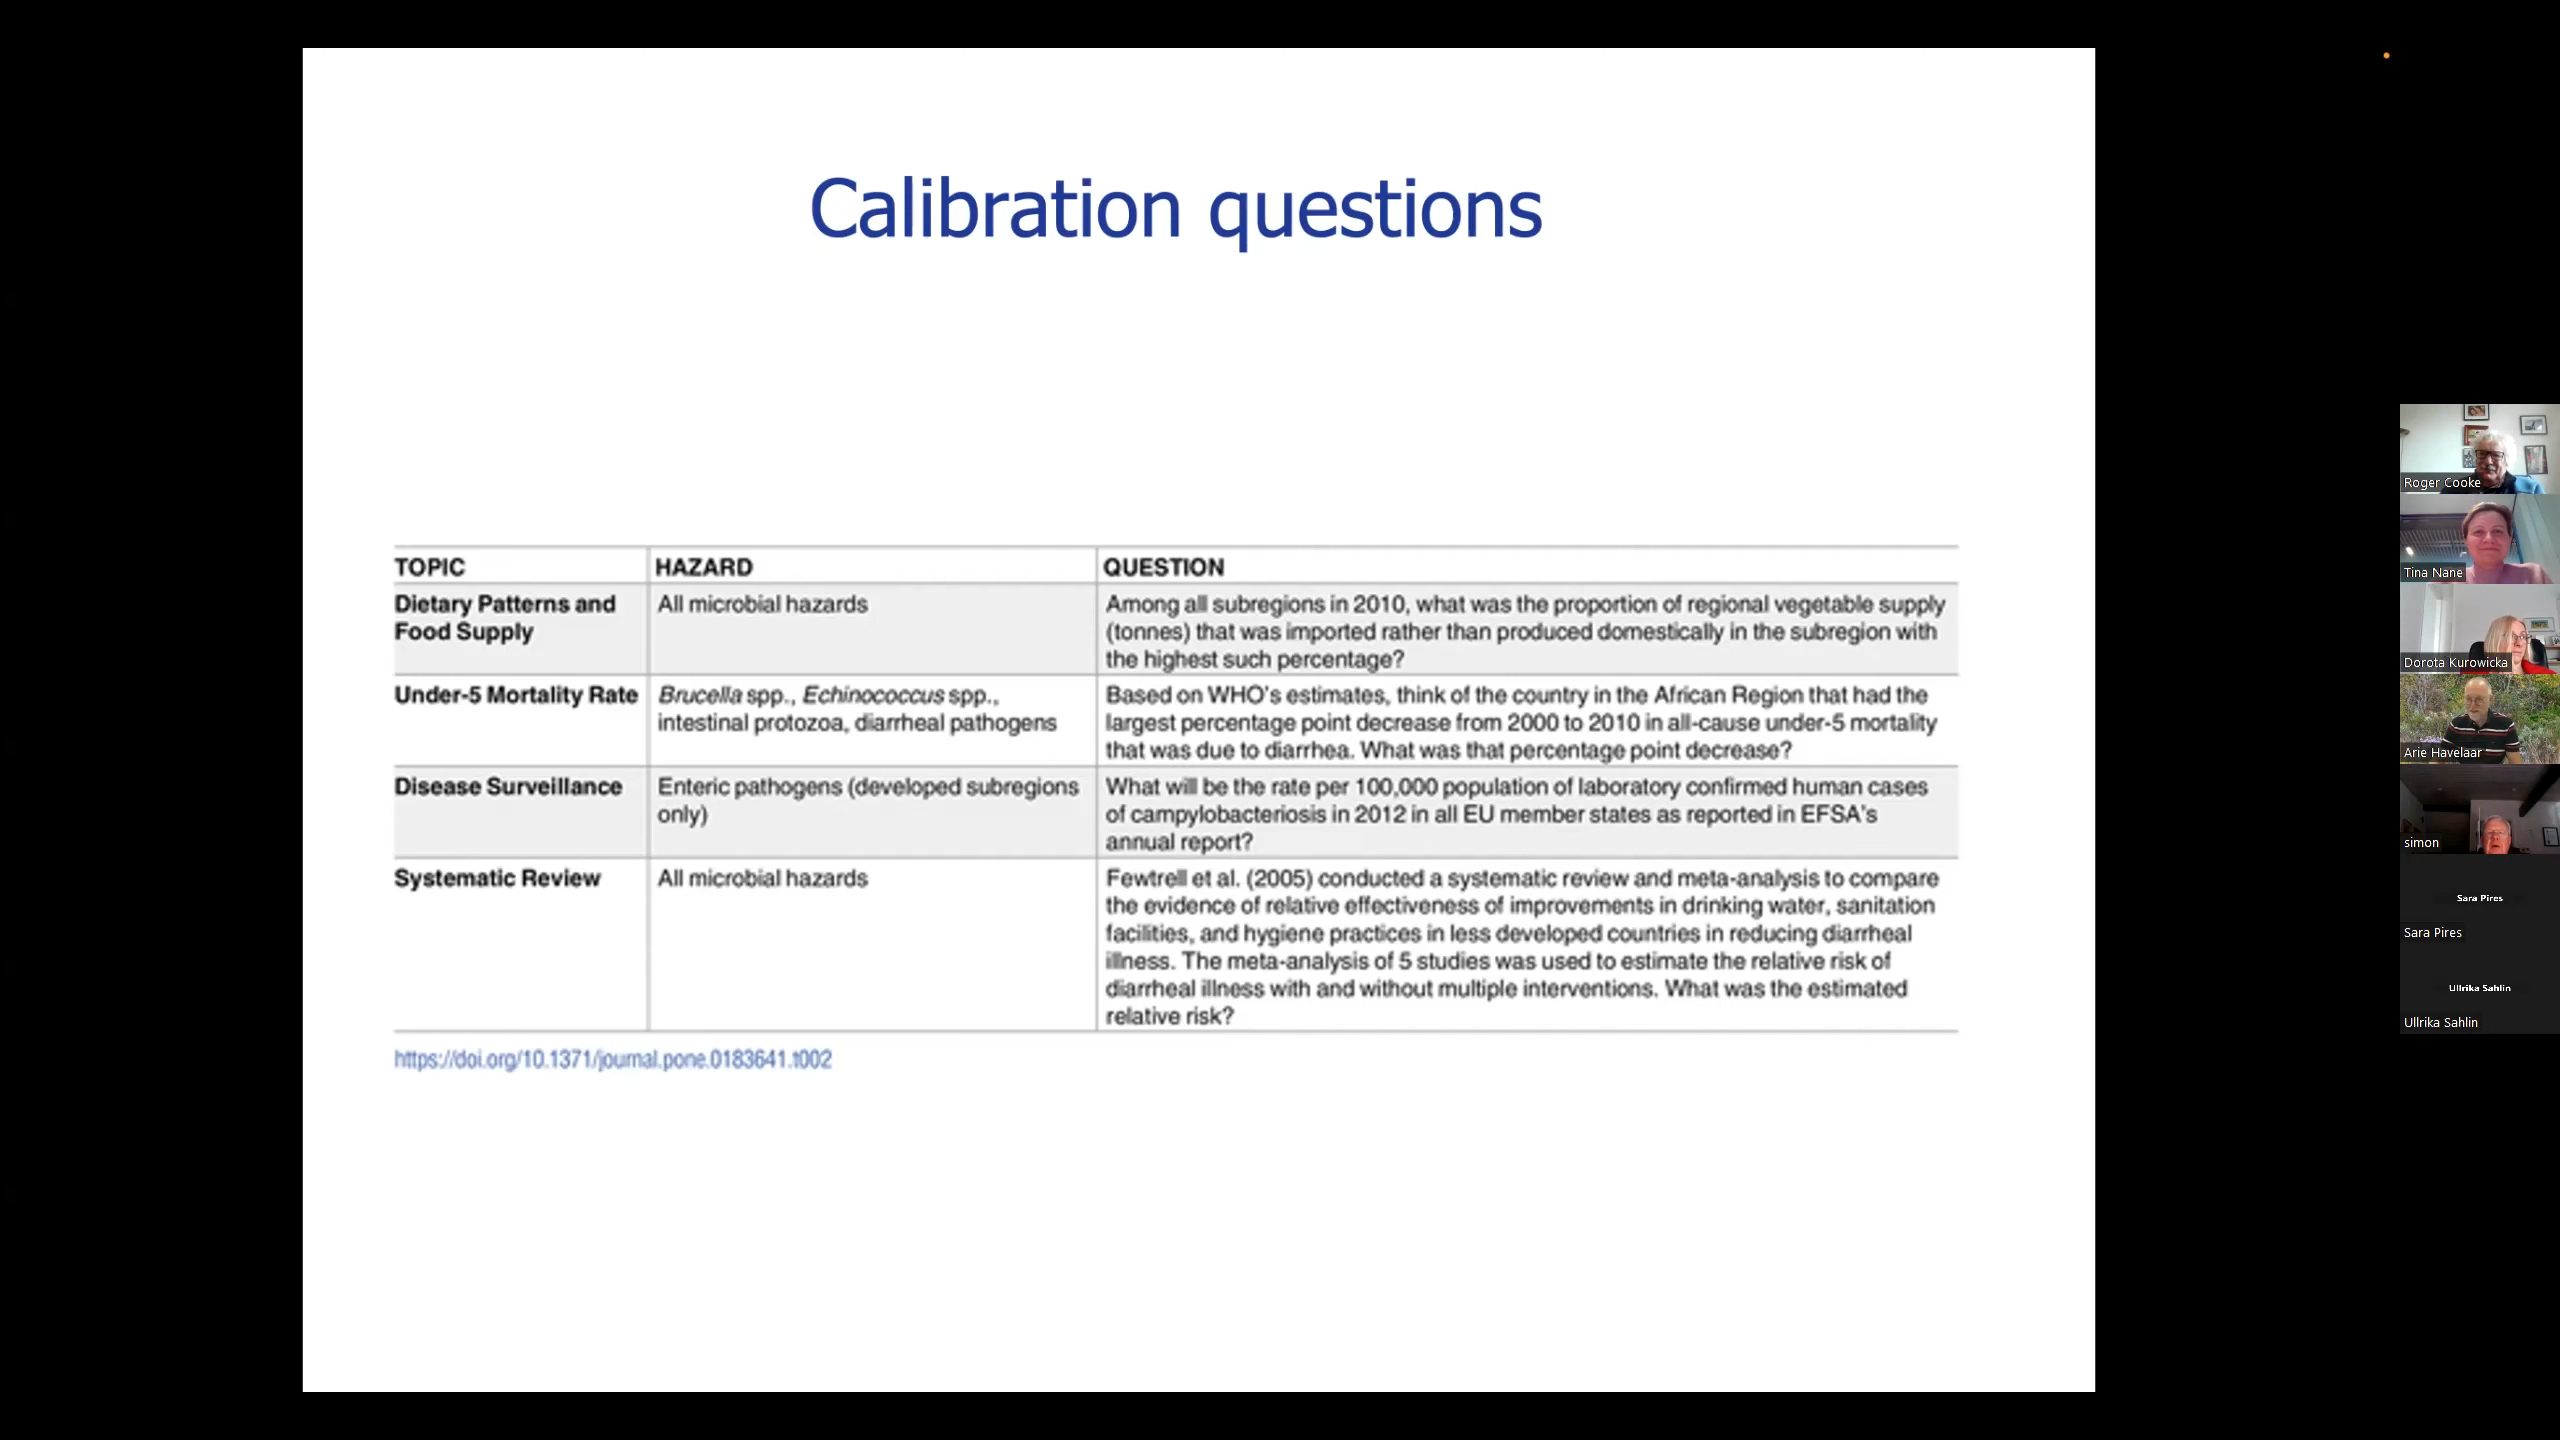 Calibration questions
TOPIC
HAZARD
QUESTION
Dietary Patterns and
Food Supply
All microbial hazards
Among all subregions in 2010, what was the proportion of regional vegetable supply
(tonnes) that was imported rather than produced domestically in the subregion with
the highest such percentage?
Under-5 Mortality Rate
Brucella spp., Echinococcus spp.,
intestinal protozoa, diarrheal pathogens
Based on WHO's estimates, think of the country in the African Region that had the
largest percentage point decrease from 2000 to 2010 in all-cause under-5 mortality
that was due to diarrhea. What was that percentage point decrease?
Disease Surveillance
Enteric pathogens (developed subregions
only)
What will be the rate per 100,000 population of laboratory confirmed human cases
of campylobacteriosis in 2012 in all EU member states as reported in EFSA's
annual report?
Systematic Review
All microbial hazards
Fewtrell et al. (2005) conducted a systematic review and meta-analysis to compare
the evidence of relative effectiveness of improvements in drinking water, sanitation
facilities, and hygiene practices in less developed countries in reducing diarrheal
illness. The meta-analysis of 5 studies was used to estimate the relative risk of
diarrheal illness with and without multiple interventions. What was the estimated
relative risk?
https://doi.org/10.1371/journal.pone.0183641.t002
Roger Cooke
Tina Nane
Dorota Kurowicka
Arie Havelaar
simon
Sara Pires
Sara Pires
Ullrika Sahlin
Ullrika Sahlin